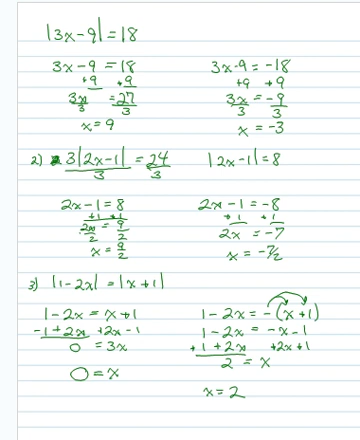 |3x-9|=18
3x-9 = 18
+9 +9
3x/3 = 27/3
x = 9
3x-9 = -18
+9 +9
3x/3 = -9/3
x = -3
2) 3|2x-1|/3 = 24/3 |2x-1|=8
2x-1=8
+1 +1
2x/2 = 9/2
x = 9/2
2x-1=-8
+1 +1
2x = -7
x = -7/2
3) |1-2x| = |x+1|
1-2x = x+1
-1+2x +2x-1
0 = 3x
0=x
1-2x = -(x+1)
1-2x = -x-1
+1+2x +2x+1
2 = x
x=2